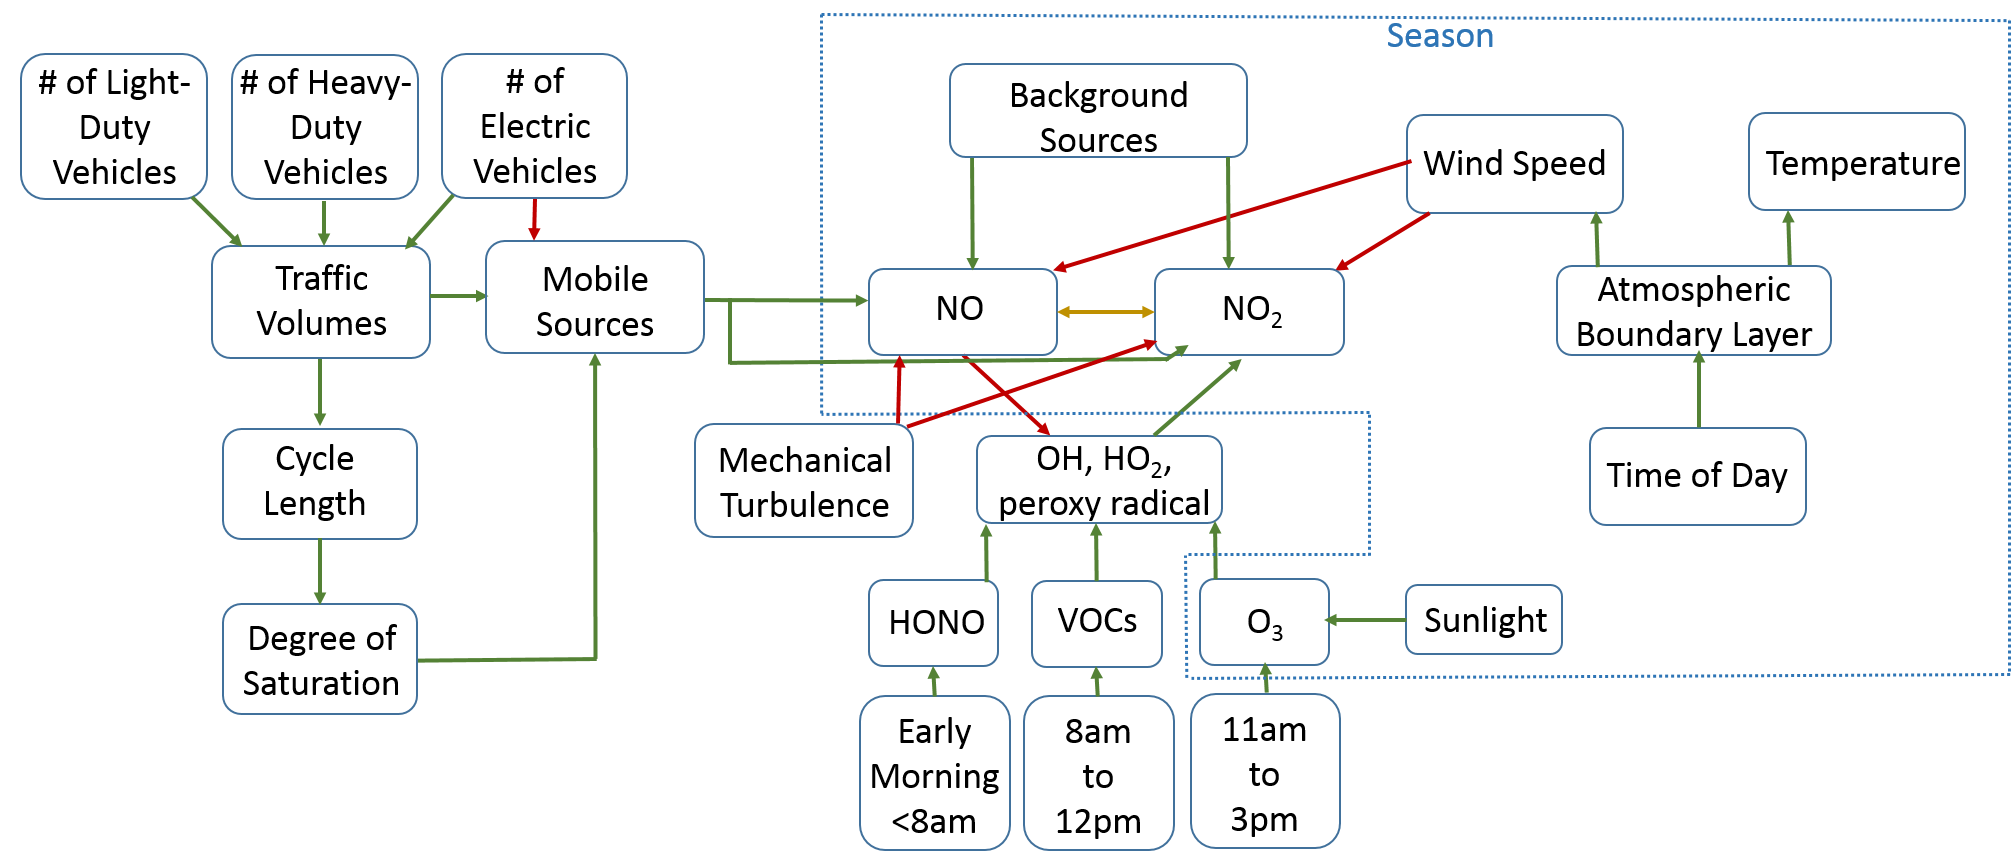 Season
# of Light-
Duty
Vehicles
# of Heavy-
Duty
Vehicles
# of
Electric
Vehicles
Background
Sources
Wind Speed
Temperature
Traffic
Volumes
Mobile
Sources
NO
NO₂
Atmospheric
Boundary Layer
Cycle
Length
Mechanical
Turbulence
OH, HO₂,
peroxy radical
Time of Day
Degree of
Saturation
HONO
VOCs
O₃
Sunlight
Early
Morning
<8am
8am
to
12pm
11am
to
3pm